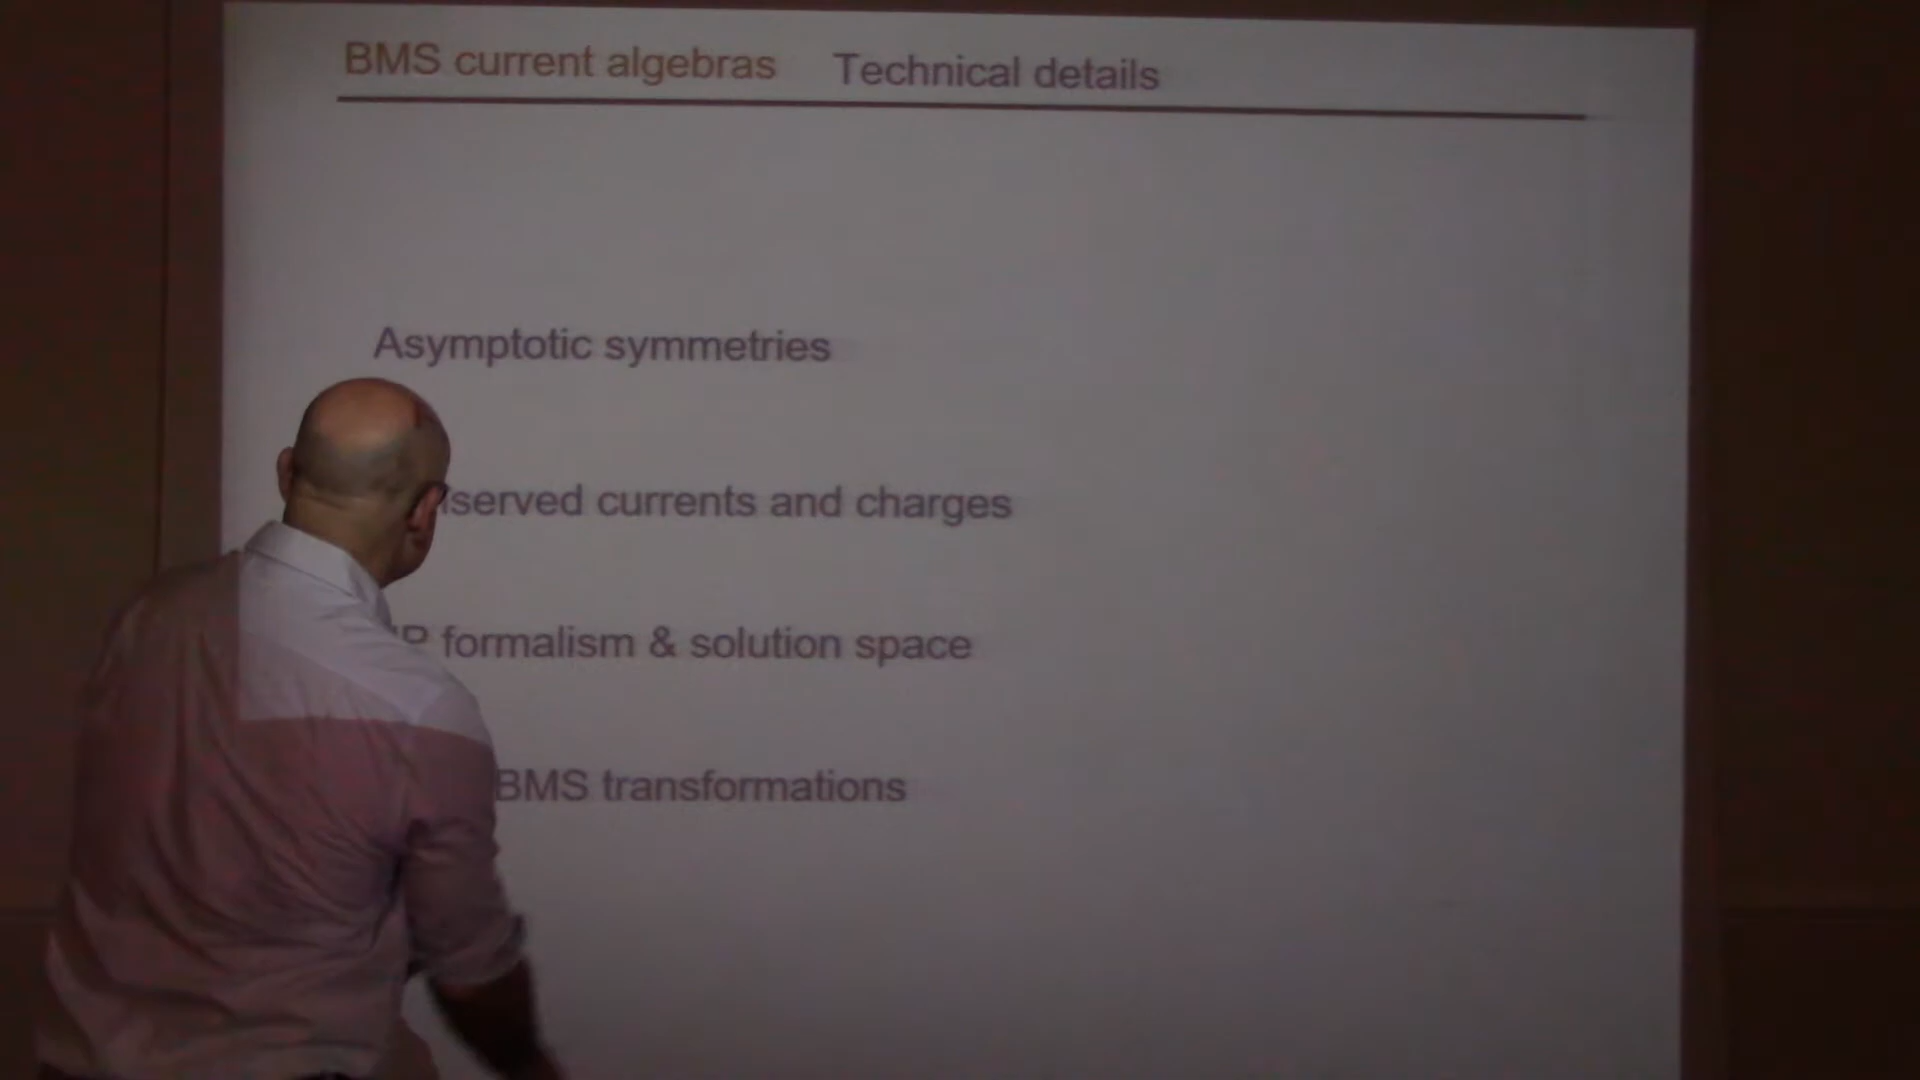 BMS current algebras Technical details
Asymptotic symmetries
served currents and charges
P formalism & solution space
BMS transformations